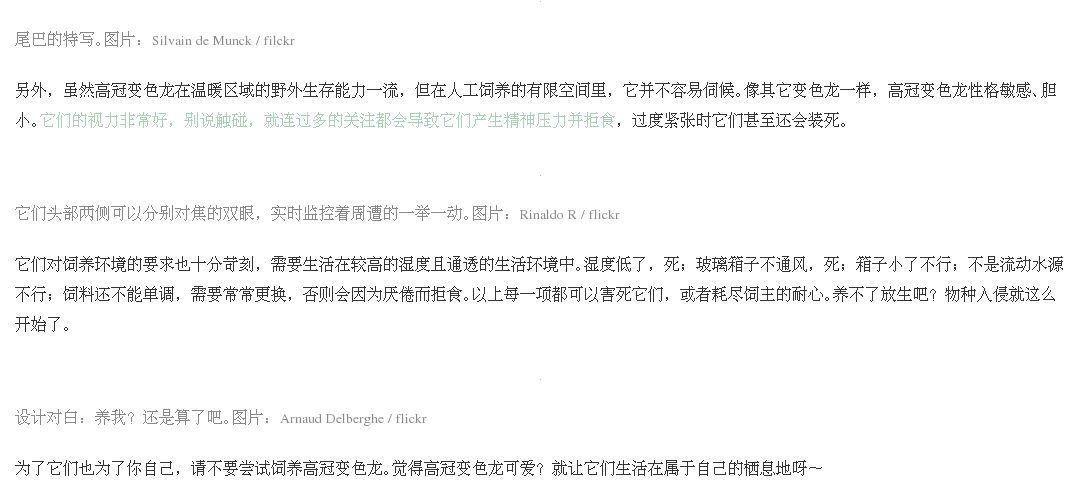 尾巴的特写。图片：Silvain de Munck / filckr
另外，虽然高冠变色龙在温暖区域的野外生存能力一流，但在人工饲养的有限空间里，它并不容易伺候。像其它变色龙一样，高冠变色龙性格敏感、胆
小。它们的视力非常好，别说触碰，就连过多的关注都会导致它们产生精神压力并拒食，过度紧张时它们甚至还会装死。
它们头部两侧可以分别对焦的双眼，实时监控着周遭的一举一动。图片：Rinaldo R / flickr
它们对饲养环境的要求也十分苛刻，需要生活在较高的湿度且通透的生活环境中。湿度低了，死；玻璃箱子不通风，死；箱子小了不行；不是流动水源
不行；饲料还不能单调，需要常常更换，否则会因为厌倦而拒食。以上每一项都可以害死它们，或者耗尽饲主的耐心。养不了放生吧？物种入侵就这么
开始了。
设计对白：养我？还是算了吧。图片：Arnaud Delberghe / flickr
为了它们也为了你自己，请不要尝试饲养高冠变色龙。觉得高冠变色龙可爱？就让它们生活在属于自己的栖息地呀～